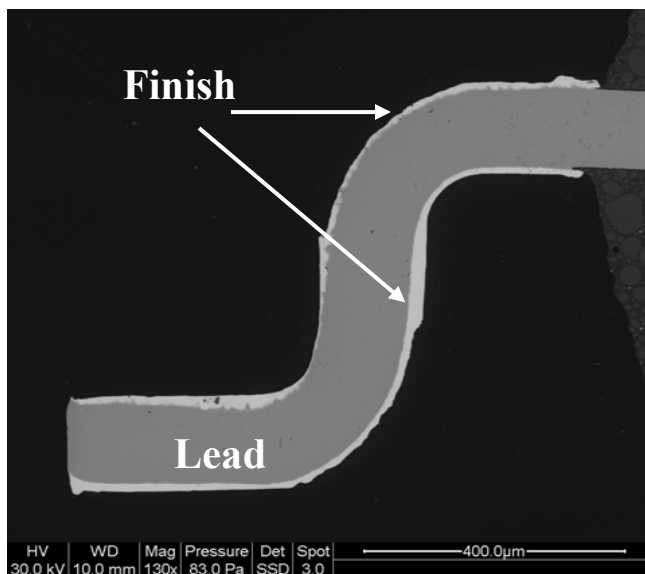 Finish
Lead
HV WD Mag Pressure Det Spot 400.0µm
30.0 kV 10.0 mm 130x 83.0 Pa SSD 3.0